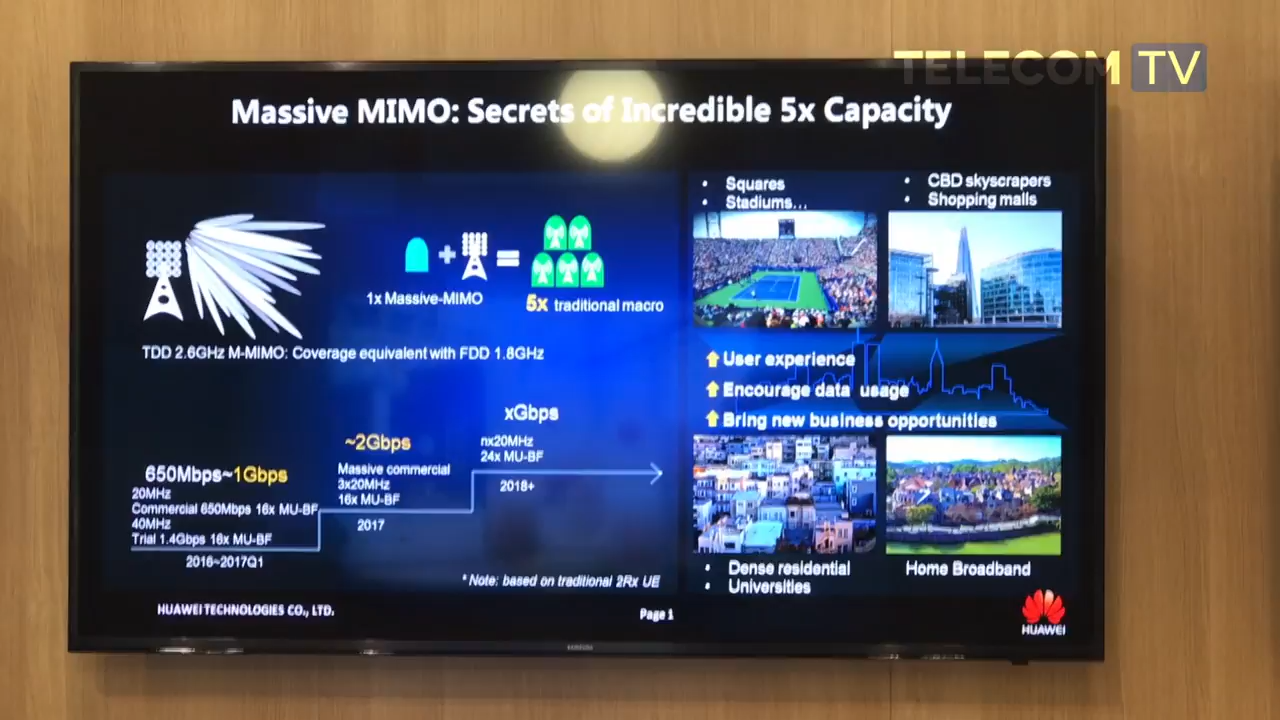 TELECOM TV
Massive MIMO: Secrets of Incredible 5x Capacity
1x Massive-MIMO
5x traditional macro
TDD 2.6GHz M-MIMO: Coverage equivalent with FDD 1.8GHz
650Mbps~1Gbps
20MHz
Commercial 650Mbps 16x MU-BF
40MHz
Trial 1.4Gbps 16x MU-BF
2016~2017Q1
~2Gbps
Massive commercial
3x20MHz
16x MU-BF
2017
xGbps
nx20MHz
24x MU-BF
2018+
* Note: based on traditional 2Rx UE
• Squares
• Stadiums...
• CBD skyscrapers
• Shopping malls
User experience
Encourage data usage
Bring new business opportunities
• Dense residential
• Universities
Home Broadband
HUAWEI TECHNOLOGIES CO., LTD.
Page 1
HUAWEI
SAMSUNG